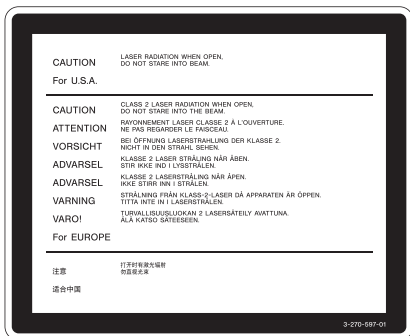 CAUTION
LASER RADIATION WHEN OPEN,
DO NOT STARE INTO BEAM.
For U.S.A.
CAUTION
CLASS 2 LASER RADIATION WHEN OPEN,
DO NOT STARE INTO THE BEAM.
ATTENTION
RAYONNEMENT LASER CLASSE 2 À L'OUVERTURE.
NE PAS REGARDER LE FAISCEAU.
VORSICHT
BEI ÖFFNUNG LASERSTRAHLUNG DER KLASSE 2.
NICHT IN DEN STRAHL SEHEN.
ADVARSEL
KLASSE 2 LASER STRÅLING NÅR ÅBEN.
STIR IKKE IND I LYSSTRÅLEN.
ADVARSEL
KLASSE 2 LASERSTRÅLING NÅR ÅPEN.
IKKE STIRR INN I STRÅLEN.
VARNING
STRÅLNING FRÅN KLASS-2-LASER DÅ APPARATEN ÄR ÖPPEN.
TITTA INTE IN I LASERSTRÅLEN.
VARO!
TURVALLISUUSLUOKAN 2 LASERSÄTEILY AVATTUNA.
ÄLÄ KATSO SÄTEESEEN.
For EUROPE
注意
打开时有激光辐射
勿直视光束
适合中国
3-270-597-01